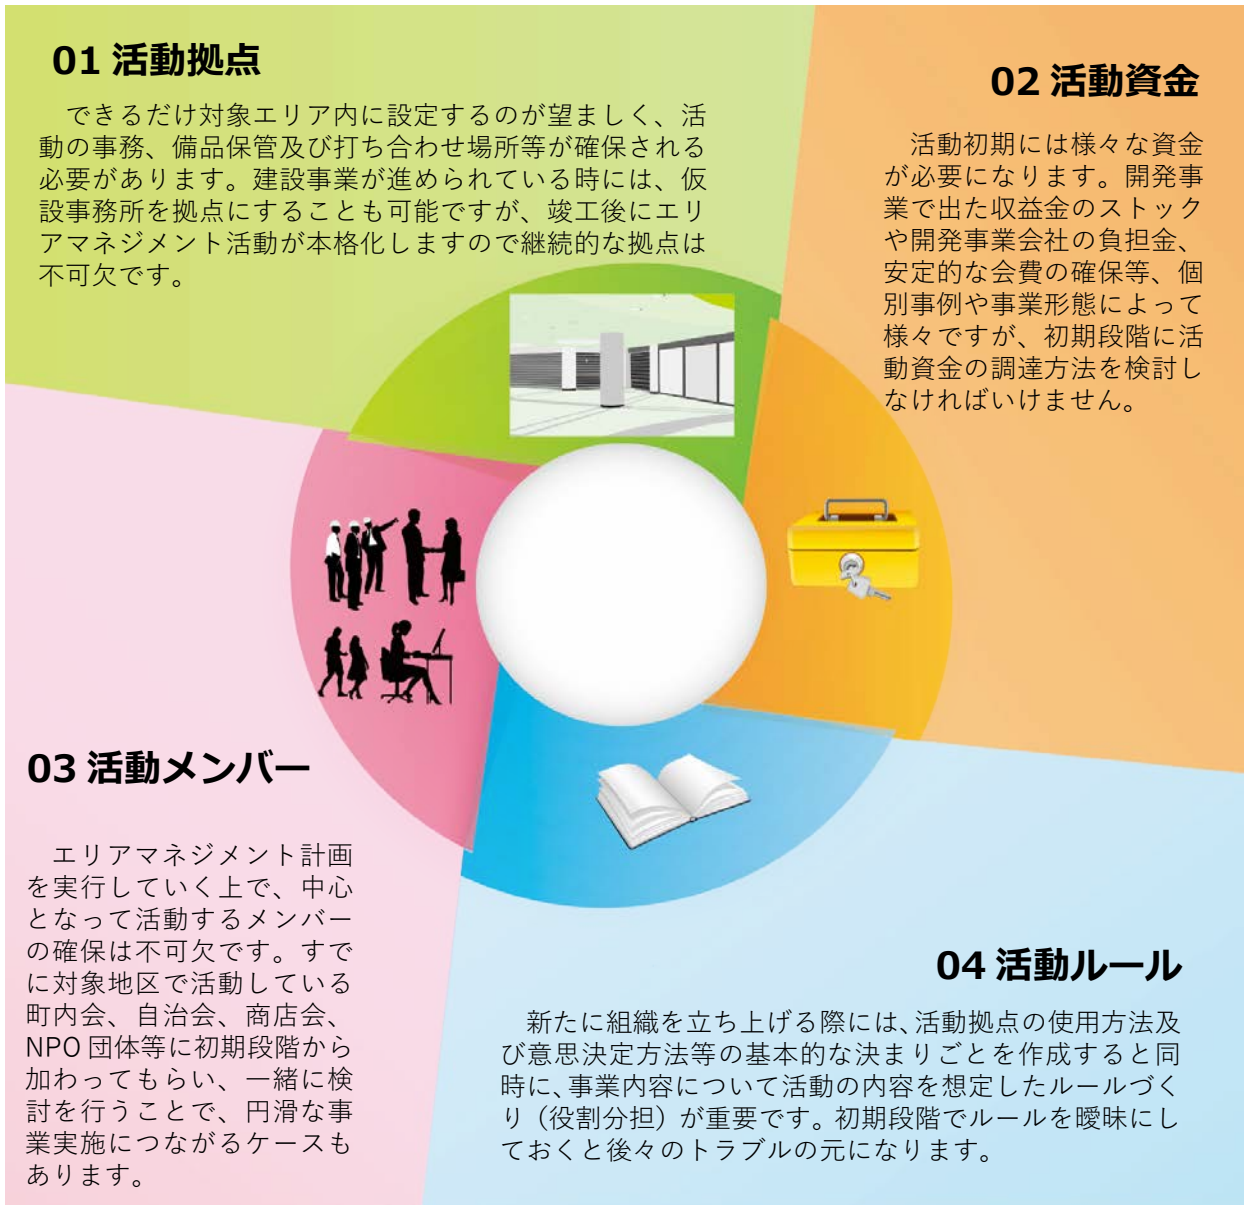 01 活動拠点
できるだけ対象エリア内に設定するのが望ましく、活
動の事務、備品保管及び打ち合わせ場所等が確保される
必要があります。建設事業が進められている時には、仮
設事務所を拠点にすることも可能ですが、竣工後にエリ
アマネジメント活動が本格化しますので継続的な拠点は
不可欠です。
02 活動資金
活動初期には様々な資金
が必要になります。開発事
業で出た収益金のストック
や開発事業会社の負担金、
安定的な会費の確保等、個
別事例や事業形態によって
様々ですが、初期段階に活
動資金の調達方法を検討し
なければいけません。
03 活動メンバー
エリアマネジメント計画
を実行していく上で、中心
となって活動するメンバー
の確保は不可欠です。すで
に対象地区で活動している
町内会、自治会、商店会、
NPO 団体等に初期段階から
加わってもらい、一緒に検
討を行うことで、円滑な事
業実施につながるケースも
あります。
04 活動ルール
新たに組織を立ち上げる際には、活動拠点の使用方法及
び意思決定方法等の基本的な決まりごとを作成すると同
時に、事業内容について活動の内容を想定したルールづく
り（役割分担）が重要です。初期段階でルールを曖昧にし
ておくと後々のトラブルの元になります。